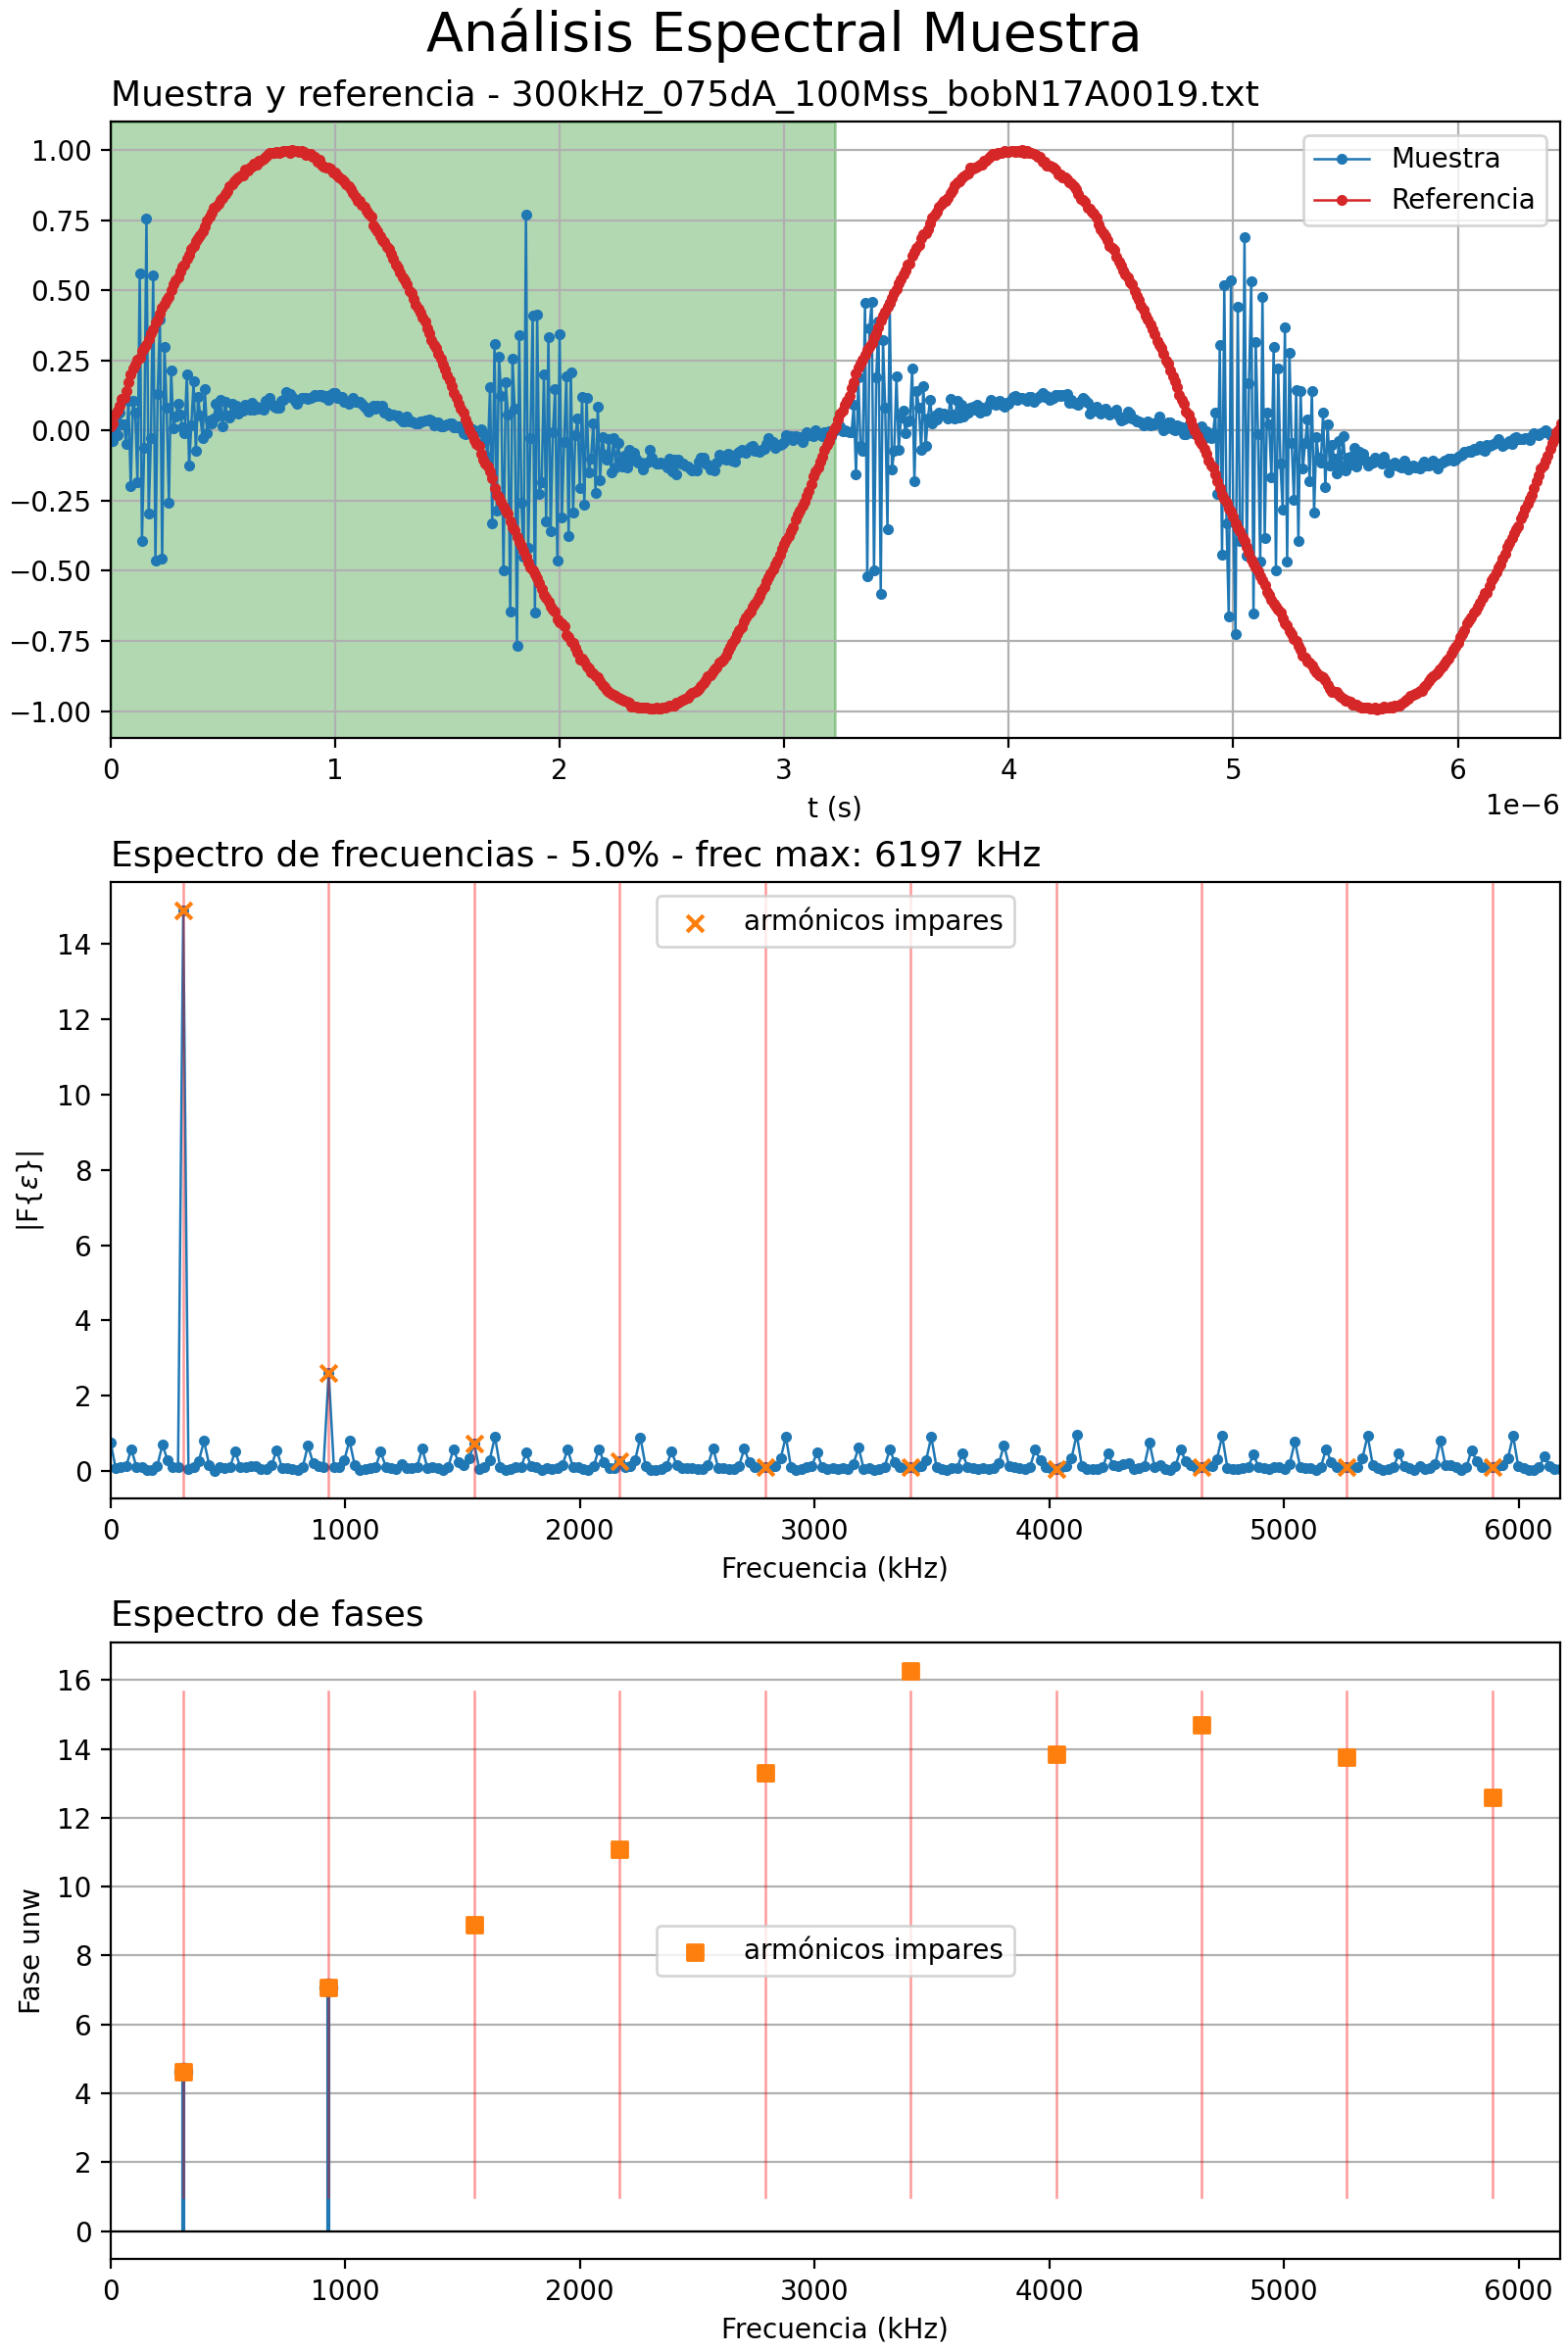 Análisis Espectral Muestra
Muestra y referencia - 300kHz_075dA_100Mss_bobN17A0019.txt
1.00
0.75
0.50
0.25
0.00
−0.25
−0.50
−0.75
−1.00
Muestra
Referencia
0 1 2 3 4 5 6
t (s)
1e−6
Espectro de frecuencias - 5.0% - frec max: 6197 kHz
14
12
10
8
6
4
2
0
|F{ε}|
armónicos impares
0 1000 2000 3000 4000 5000 6000
Frecuencia (kHz)
Espectro de fases
16
14
12
10
8
6
4
2
0
Fase unw
armónicos impares
0 1000 2000 3000 4000 5000 6000
Frecuencia (kHz)